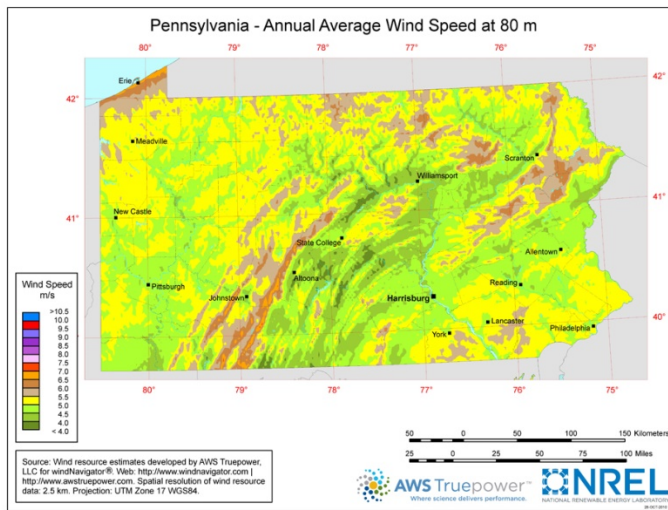 Pennsylvania - Annual Average Wind Speed at 80 m
80° 79° 78° 77° 76° 75°
Erie
42° 42°
Meadville
Scranton
Williamsport
41° New Castle 41°
State College
Allentown
Wind Speed
m/s
>10.5
10.0
9.5
9.0
8.5
8.0
7.5
7.0
6.5
6.0
5.5
5.0
4.5
4.0
< 4.0
Pittsburgh
Altoona
Johnstown
Reading
Harrisburg
Lancaster
York
Philadelphia
40° 40°
80° 79° 78° 77° 76° 75°
50 0 50 100 150 Kilometers
25 0 25 50 75 100 Miles
Source: Wind resource estimates developed by AWS Truepower,
LLC for windNavigator®. Web: http://www.windnavigator.com |
http://www.awstruepower.com. Spatial resolution of wind resource
data: 2.5 km. Projection: UTM Zone 17 WGS84.
AWS Truepower™
Where science delivers performance.
NREL
NATIONAL RENEWABLE ENERGY LABORATORY